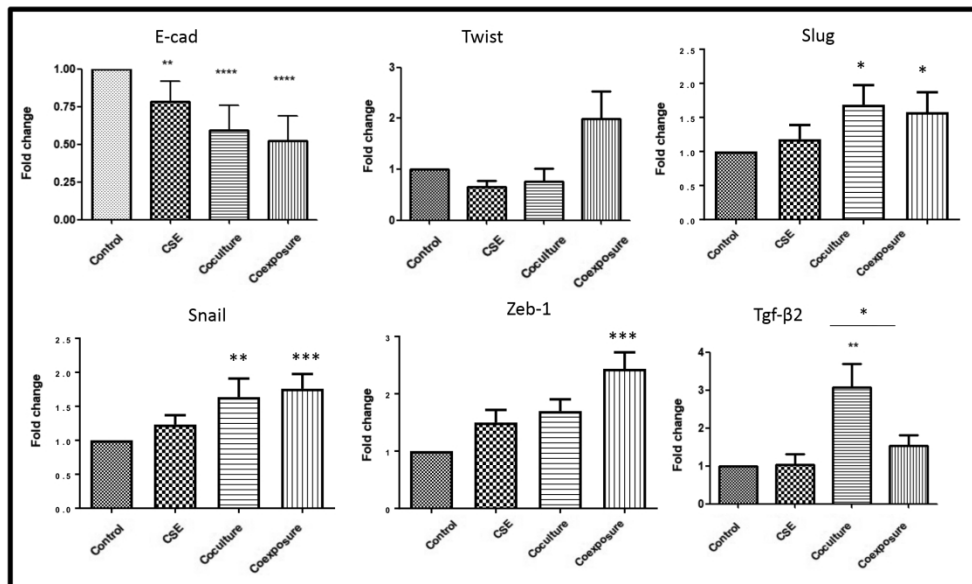 E-cad
**
****
****
Fold change
1.00
0.75
0.50
0.25
0.00
Control
CSE
Coculture
Coexposure
Twist
Fold change
3
2
1
0
Control
CSE
Coculture
Coexposure
Slug
*
*
Fold change
2.5
2.0
1.5
1.0
0.5
0.0
Control
CSE
Coculture
Coexposure
Snail
**
***
Fold change
2.5
2.0
1.5
1.0
0.5
0.0
Control
CSE
Coculture
Coexposure
Zeb-1
***
Fold change
3
2
1
0
Control
CSE
Coculture
Coexposure
Tgf-β2
*
**
Fold change
4
3
2
1
0
Control
CSE
Coculture
Coexposure